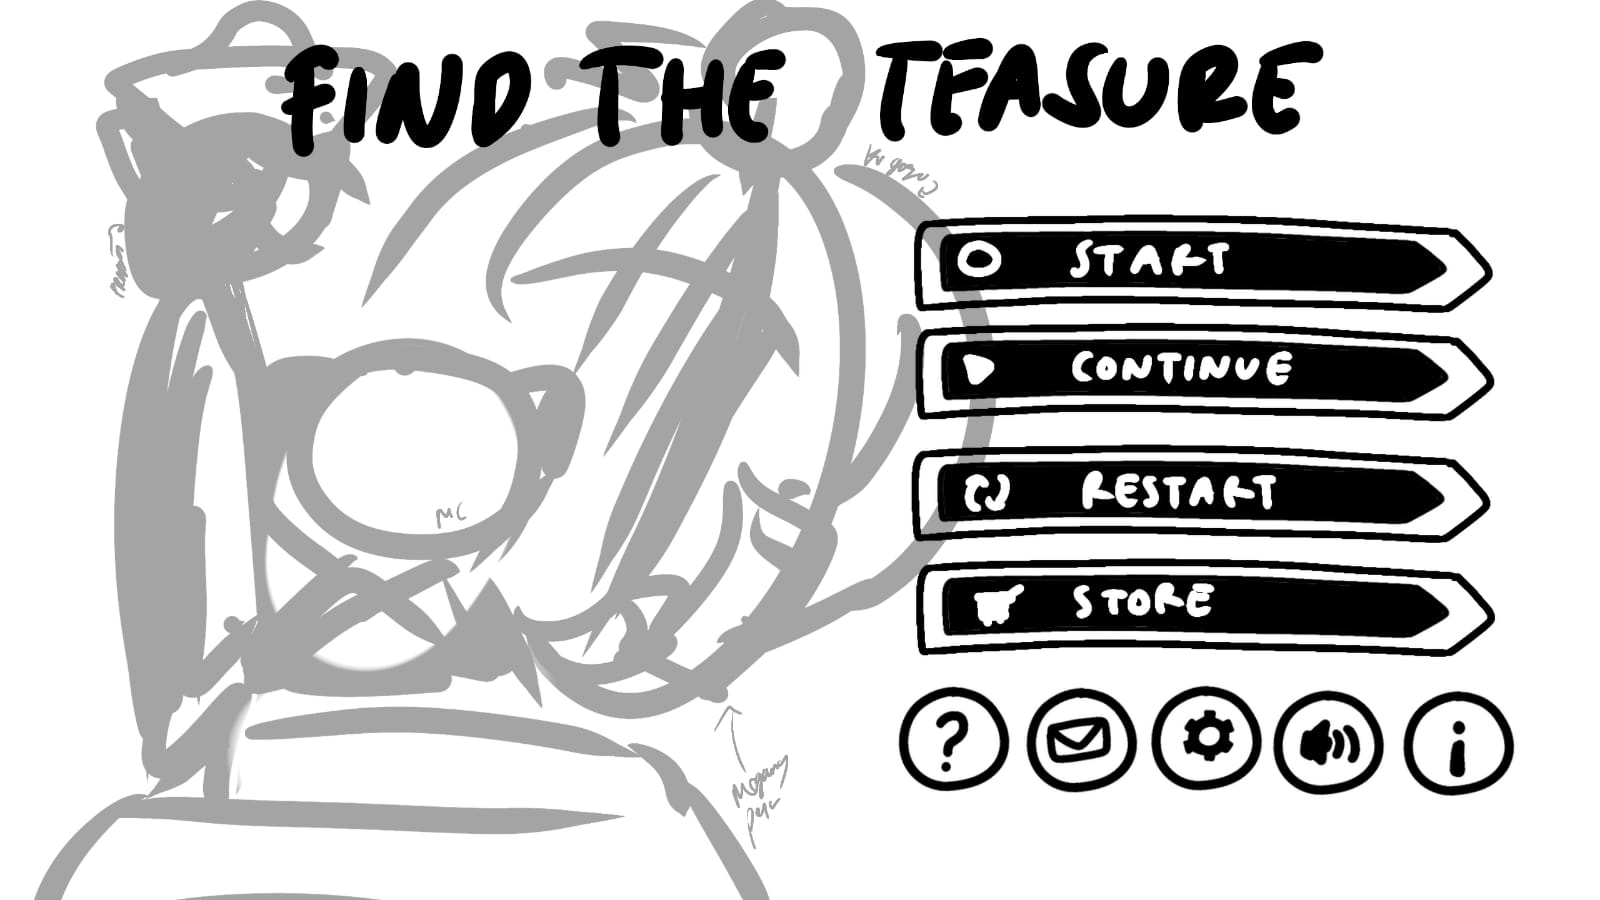 FIND THE TEASURE
START
CONTINUE
RESTART
STORE
?
i
MC